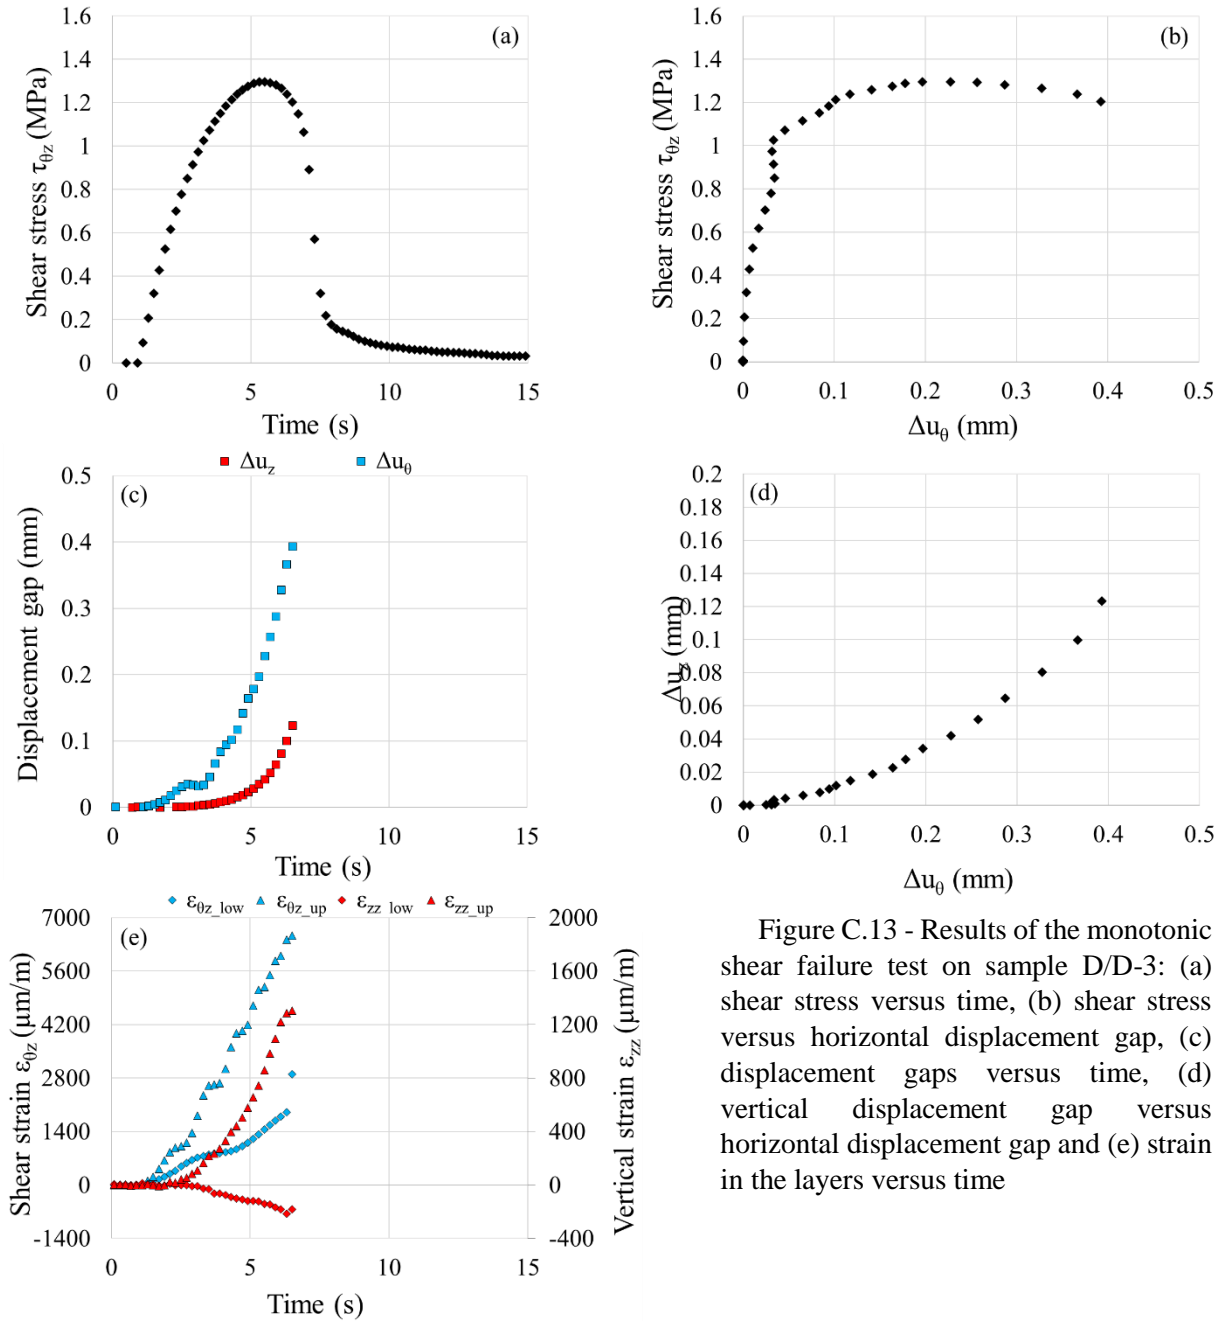 (a)
Shear stress τθz (MPa)
1.6
1.4
1.2
1
0.8
0.6
0.4
0.2
0
0 5 10 15
Time (s)
(b)
Shear stress τθz (MPa)
1.6
1.4
1.2
1
0.8
0.6
0.4
0.2
0
0 0.1 0.2 0.3 0.4 0.5
Δuθ (mm)
Δuz Δuθ
(c)
Displacement gap (mm)
0.5
0.4
0.3
0.2
0.1
0
0 5 10 15
Time (s)
(d)
Δuz (mm)
0.2
0.18
0.16
0.14
0.12
0.1
0.08
0.06
0.04
0.02
0
0 0.1 0.2 0.3 0.4 0.5
Δuθ (mm)
εθz_low εθz_up εzz_low εzz_up
(e)
Shear strain εθz (μm/m)
7000
5600
4200
2800
1400
0
-1400
2000
1600
1200
800
400
0
-400
Vertical strain εzz (μm/m)
0 5 10 15
Time (s)
Figure C.13 - Results of the monotonic
shear failure test on sample D/D-3: (a)
shear stress versus time, (b) shear stress
versus horizontal displacement gap, (c)
displacement gaps versus time, (d)
vertical displacement gap versus
horizontal displacement gap and (e) strain
in the layers versus time